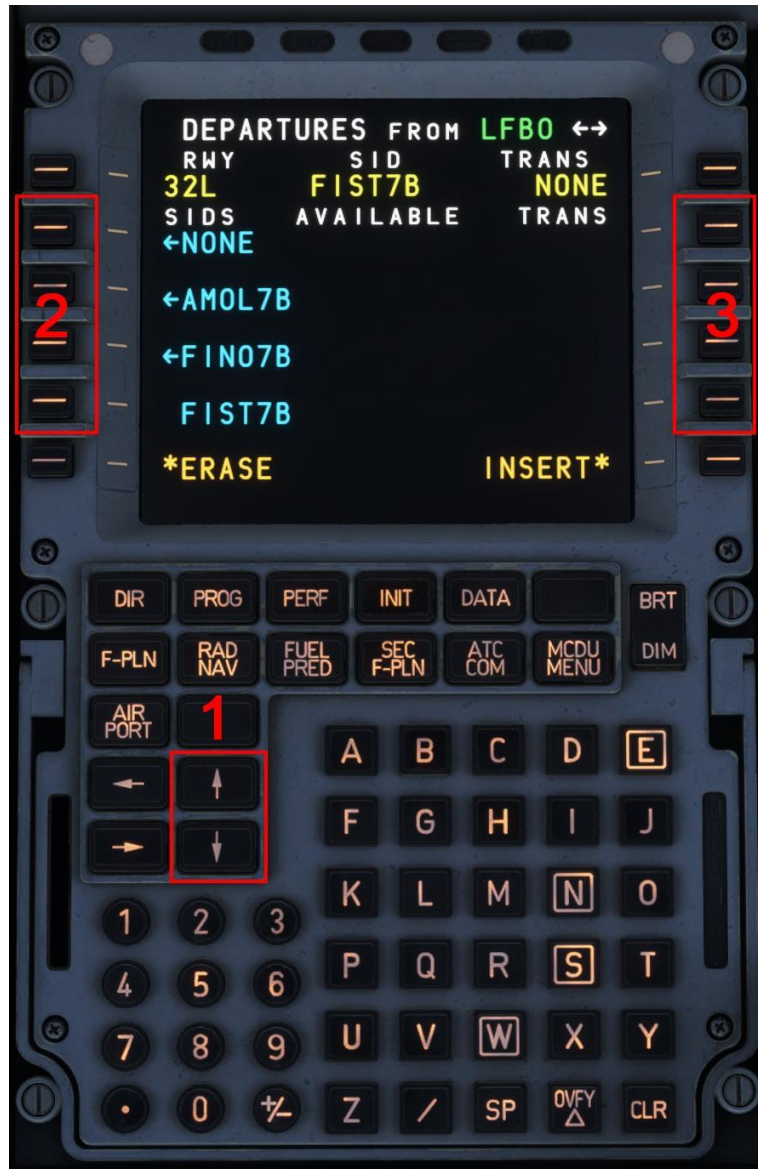 DEPARTURES FROM LFBO ←→
RWY SID TRANS
32L FIST7B NONE
SIDS AVAILABLE TRANS
←NONE
←AMOL7B
←FINO7B
FIST7B
*ERASE INSERT*
2
3
DIR PROG PERF INIT DATA BRT
F-PLN RAD NAV FUEL PRED SEC F-PLN ATC COM MCDU MENU DIM
AIR PORT 1
← ↑ A B C D E
→ ↓ F G H I J
K L M N O
1 2 3
P Q R S T
4 5 6
U V W X Y
7 8 9
Z / SP OVFY △ CLR
. 0 +/-